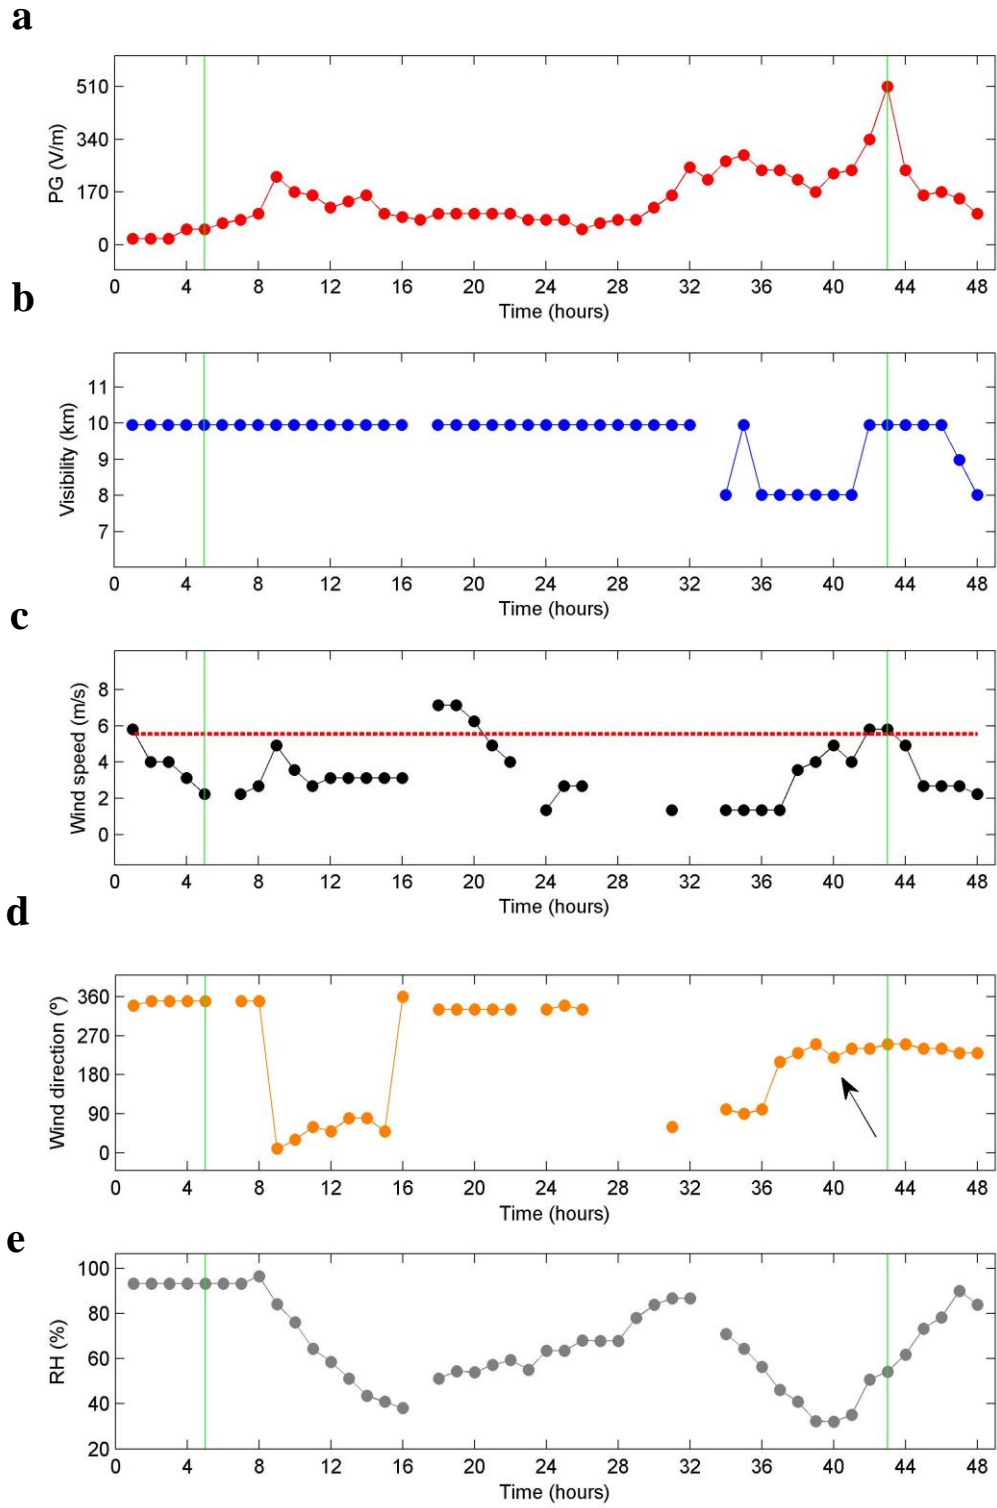 a
PG (V/m)
510
340
170
0
0 4 8 12 16 20 24 28 32 36 40 44 48
Time (hours)
b
Visibility (km)
11
10
9
8
7
0 4 8 12 16 20 24 28 32 36 40 44 48
Time (hours)
c
Wind speed (m/s)
8
6
4
2
0
0 4 8 12 16 20 24 28 32 36 40 44 48
Time (hours)
d
Wind direction (º)
360
270
180
90
0
0 4 8 12 16 20 24 28 32 36 40 44 48
Time (hours)
e
RH (%)
100
80
60
40
20
0 4 8 12 16 20 24 28 32 36 40 44 48
Time (hours)